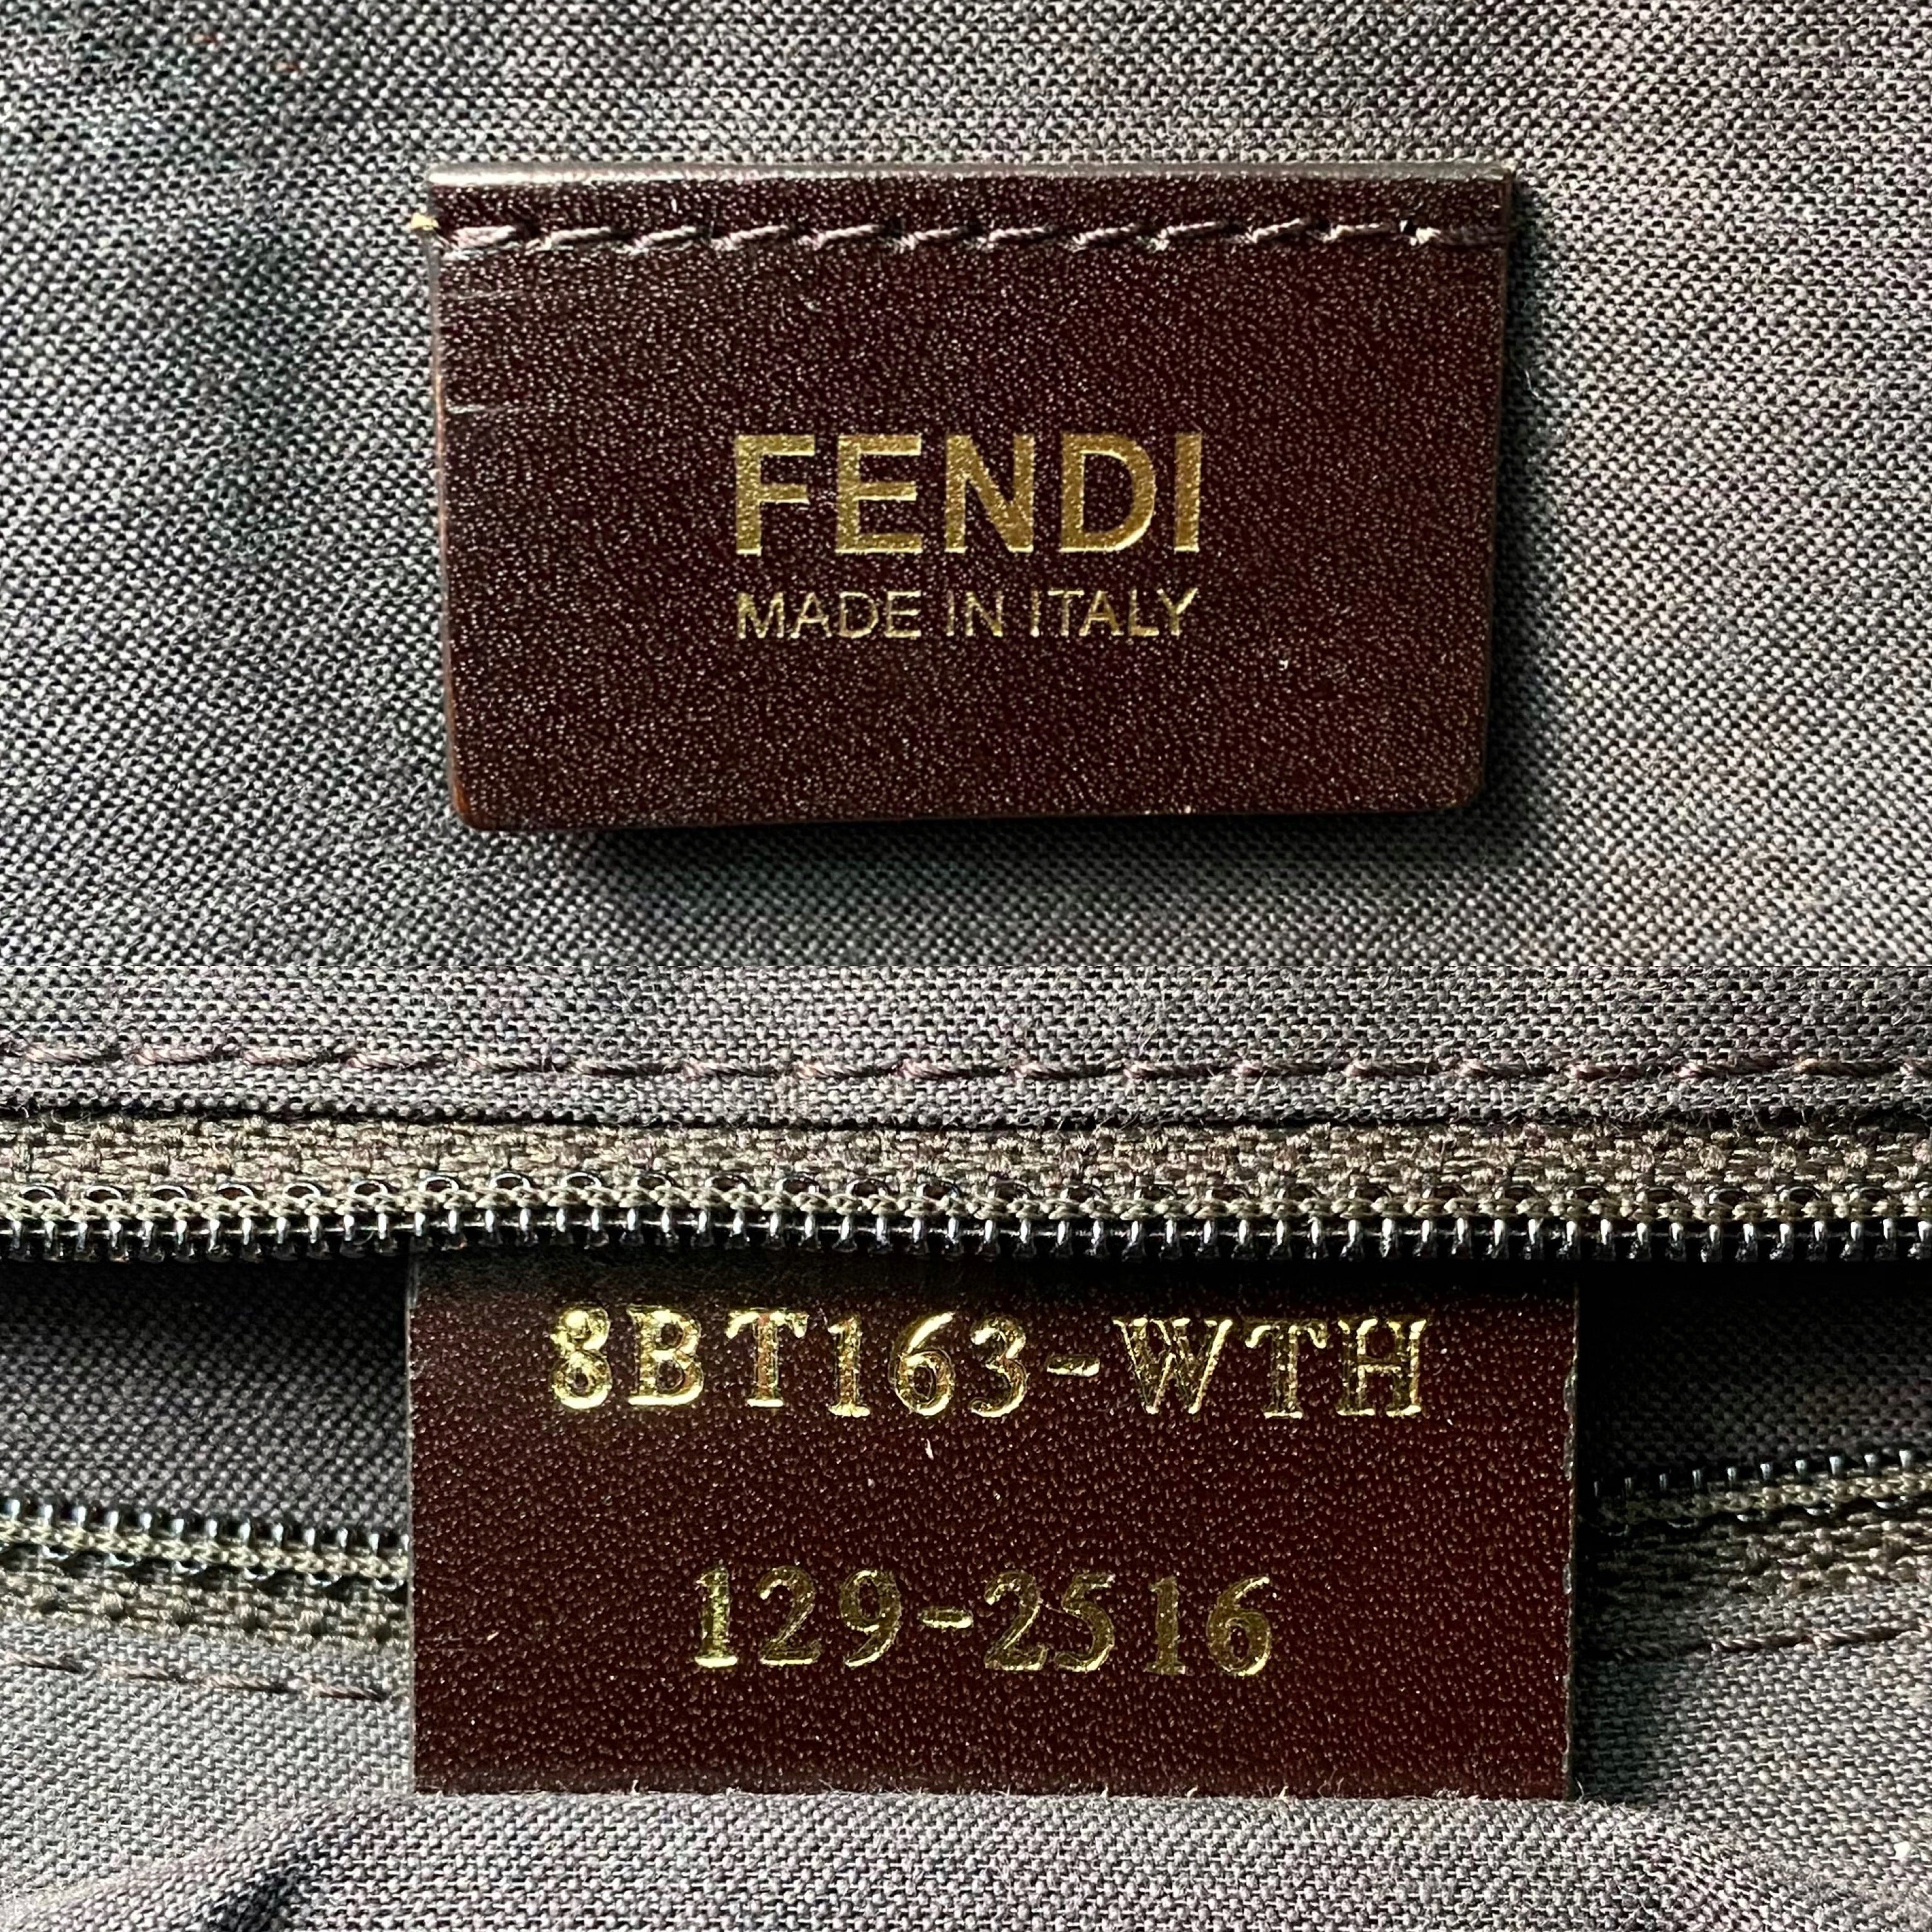 FENDI
MADE IN ITALY
8BT163-WTH
129-2516